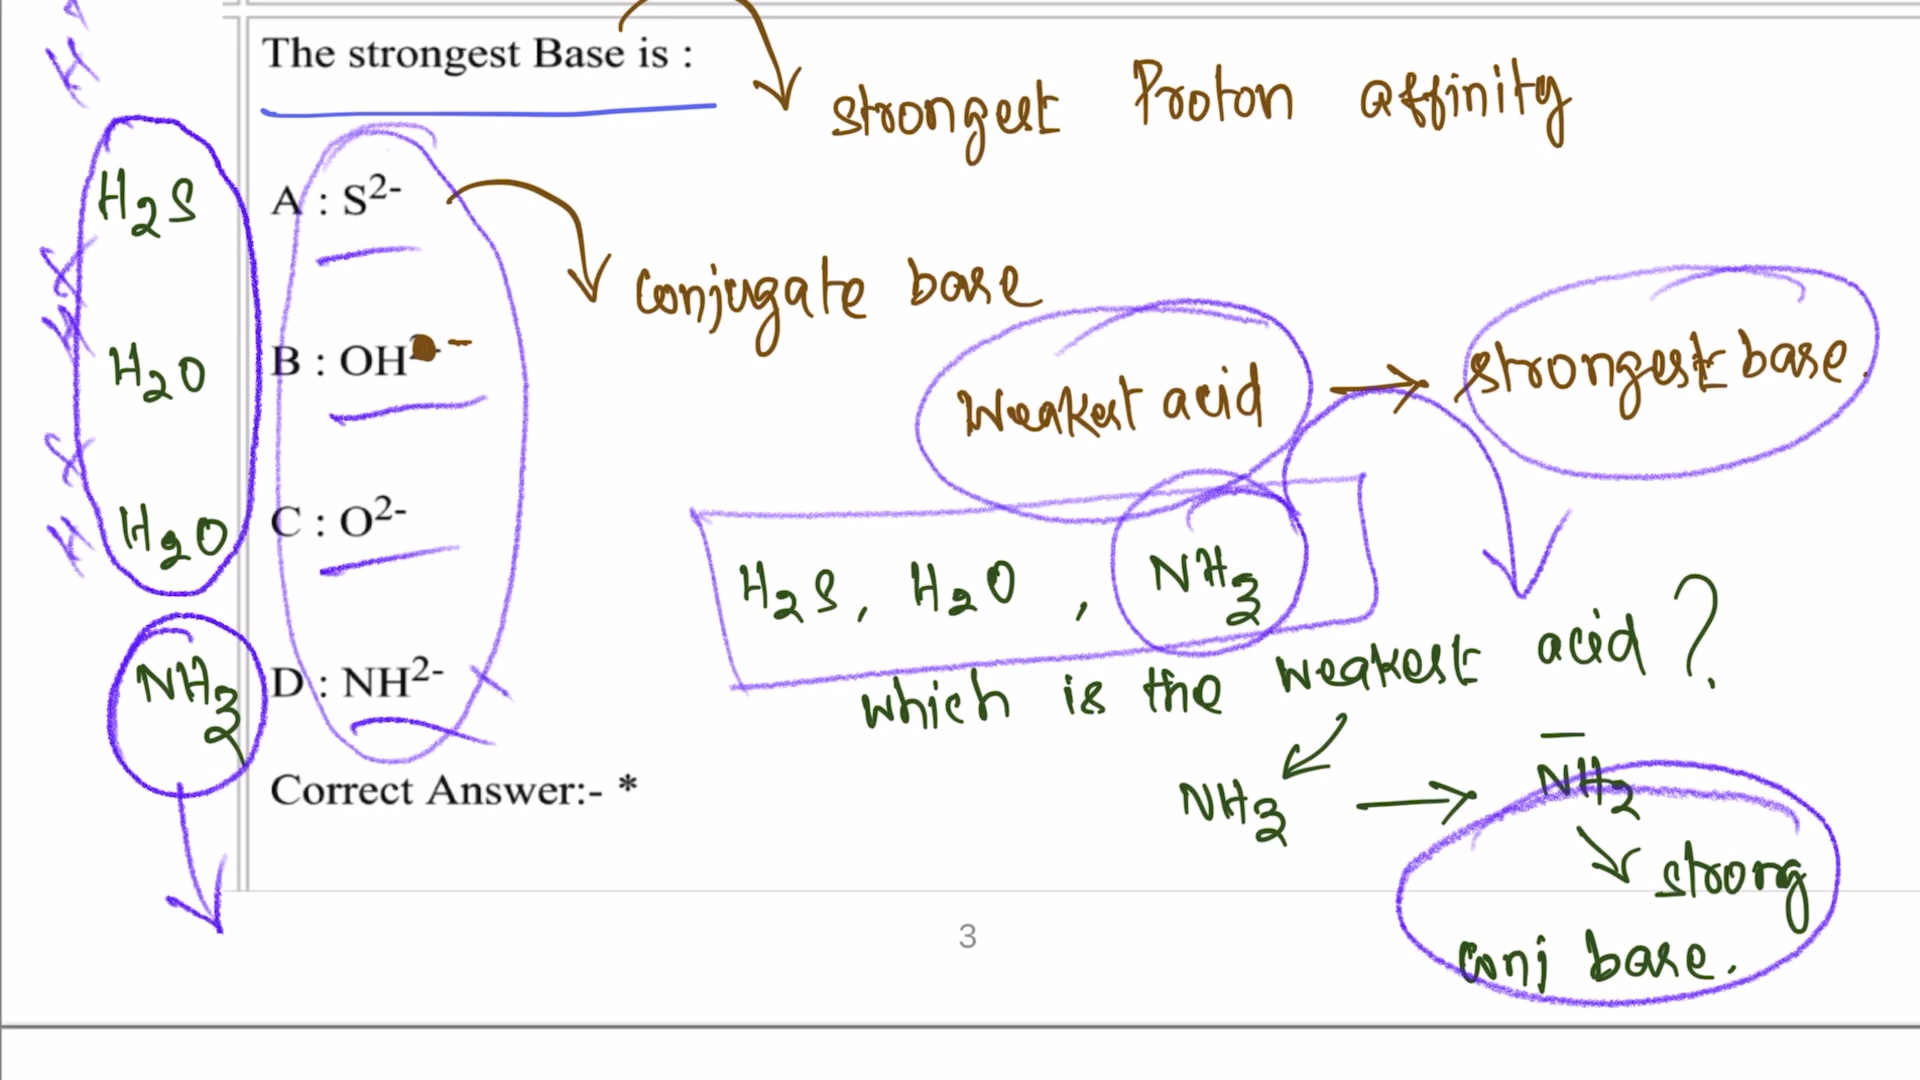 The strongest Base is :
strongest Proton affinity
H2S
A : S2-
conjugate base
H2O
B : OH -
Weakest acid → strongest base.
H2O
C : O2-
H2S, H2O, NH3
NH3
D : NH2-
which is the weakest acid ?
NH3 → NH2
Correct Answer:- *
strong
conj base.
3